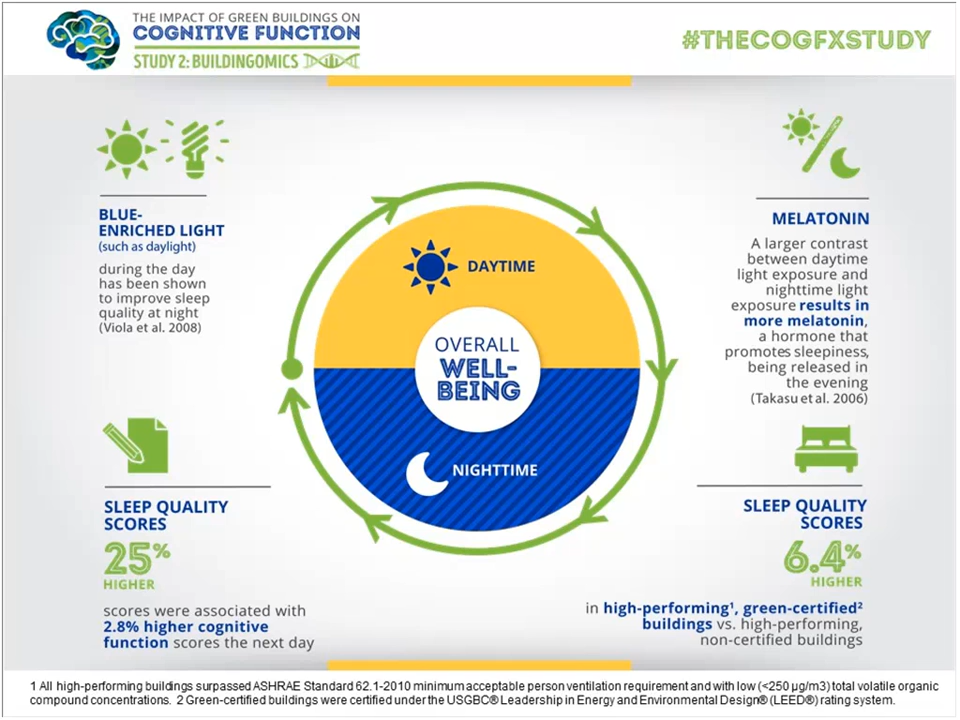 THE IMPACT OF GREEN BUILDINGS ON
COGNITIVE FUNCTION
STUDY 2: BUILDINGOMICS
#THECOGFXSTUDY
BLUE-
ENRICHED LIGHT
(such as daylight)
during the day
has been shown
to improve sleep
quality at night
(Viola et al. 2008)
DAYTIME
OVERALL
WELL-
BEING
NIGHTTIME
MELATONIN
A larger contrast
between daytime
light exposure and
nighttime light
exposure results in
more melatonin,
a hormone that
promotes sleepiness,
being released in
the evening
(Takasu et al. 2006)
SLEEP QUALITY
SCORES
25%
HIGHER
scores were associated with
2.8% higher cognitive
function scores the next day
SLEEP QUALITY
SCORES
6.4%
HIGHER
in high-performing¹, green-certified²
buildings vs. high-performing,
non-certified buildings
1 All high-performing buildings surpassed ASHRAE Standard 62.1-2010 minimum acceptable person ventilation requirement and with low (<250 µg/m3) total volatile organic
compound concentrations. 2 Green-certified buildings were certified under the USGBC® Leadership in Energy and Environmental Design® (LEED®) rating system.